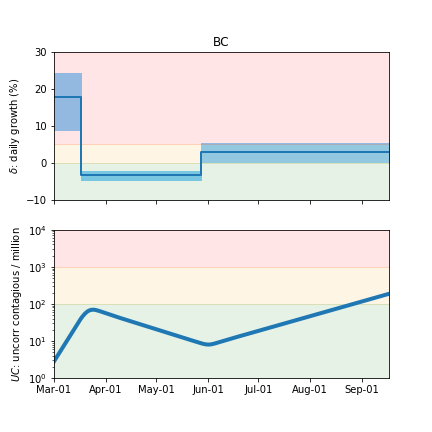 BC
30
20
10
0
−10
δ: daily growth (%)
10⁴
10³
10²
10¹
10⁰
UC: uncorr contagious / million
Mar-01 Apr-01 May-01 Jun-01 Jul-01 Aug-01 Sep-01